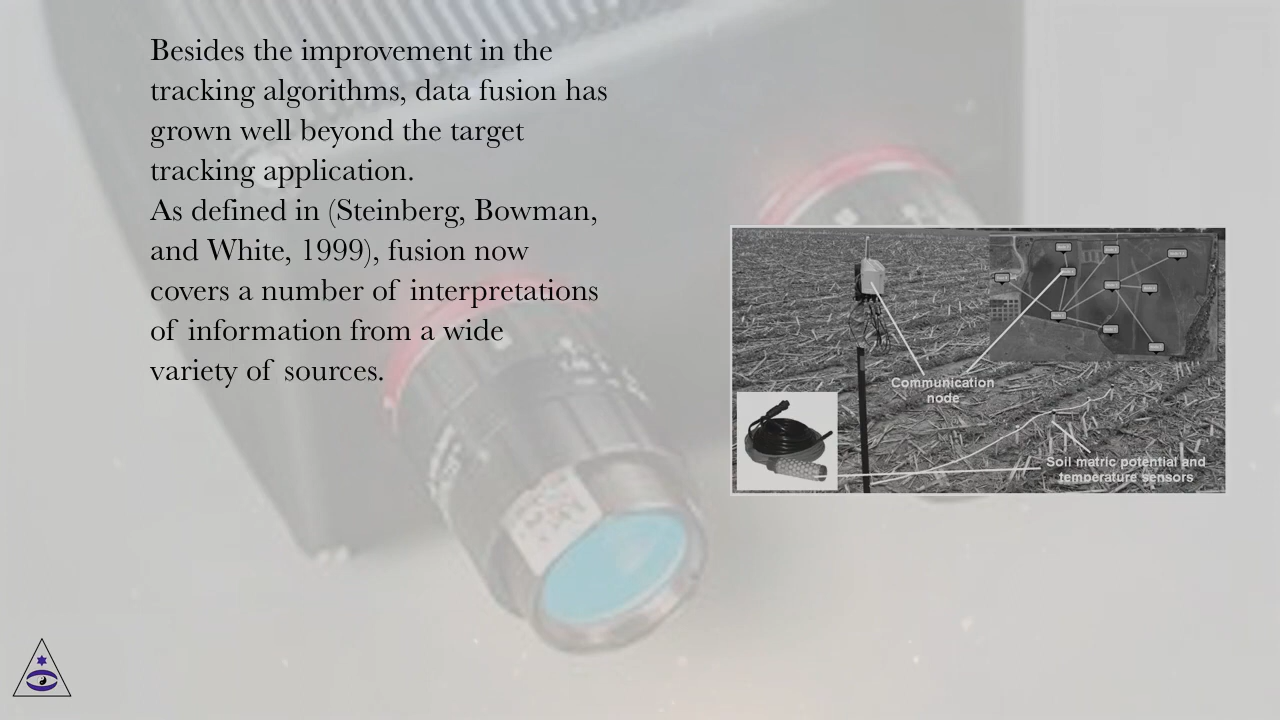 Besides the improvement in the
tracking algorithms, data fusion has
grown well beyond the target
tracking application.
As defined in (Steinberg, Bowman,
and White, 1999), fusion now
covers a number of interpretations
of information from a wide
variety of sources.
Communication
node
Soil matric potential and
temperature sensors